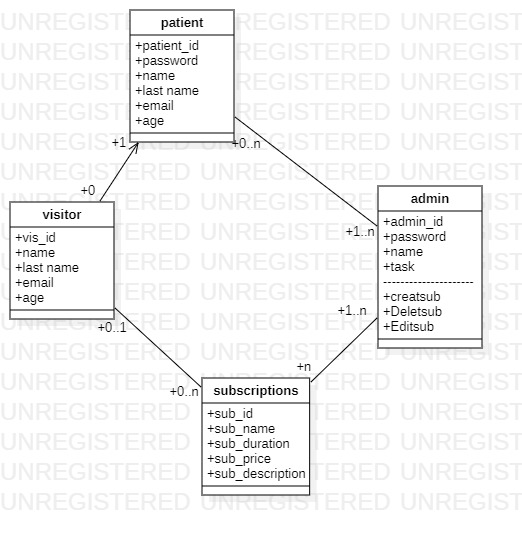 patient
+patient_id
+password
+name
+last name
+email
+age
+1
+0..n
+0
admin
+admin_id
+password
+name
+task
--------------------
+creatsub
+Deletsub
+Editsub
+1..n
visitor
+vis_id
+name
+last name
+email
+age
+0..1
+1..n
+n
+0..n
subscriptions
+sub_id
+sub_name
+sub_duration
+sub_price
+sub_description
UNREGISTERED UNREGISTERED UNREGISTERED